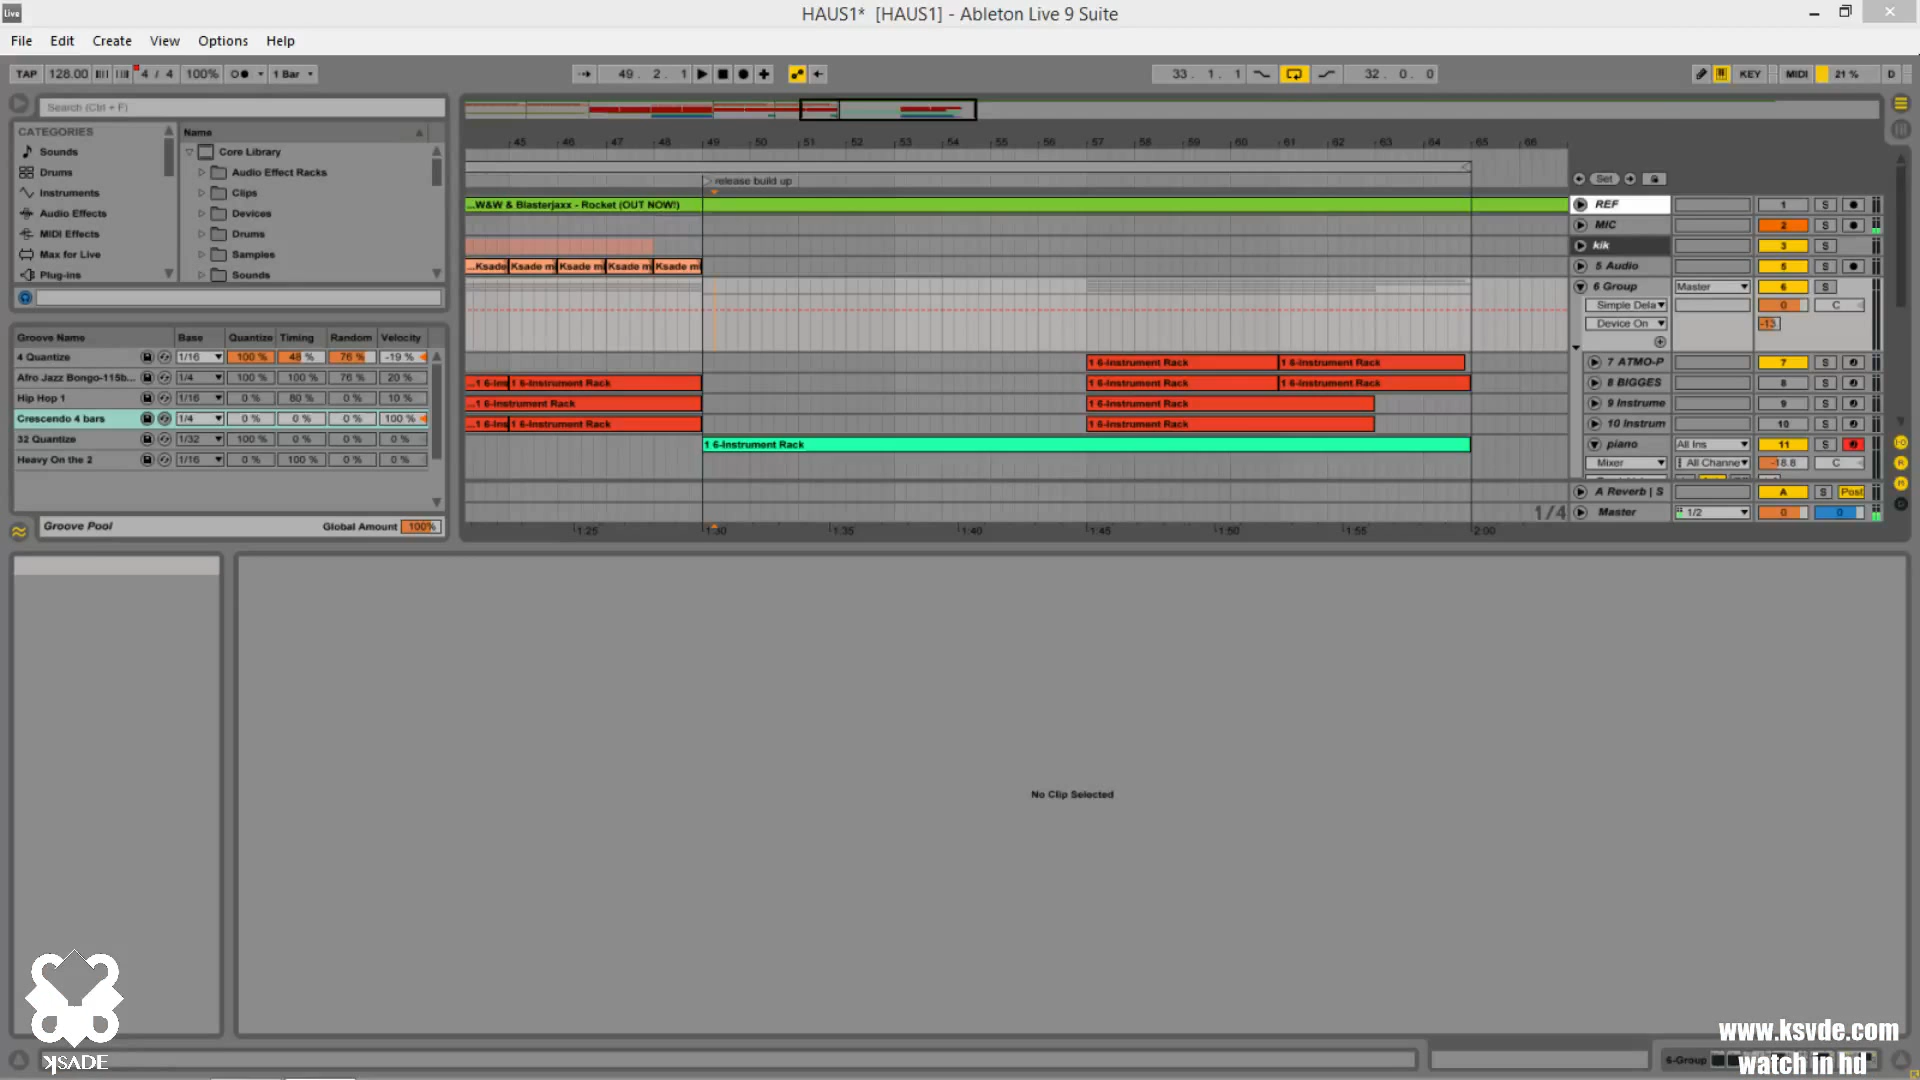 Live
HAUS1* [HAUS1] - Ableton Live 9 Suite
File Edit Create View Options Help
TAP 128.00 4 / 4 100% 1 Bar
49 . 2 . 1
33 . 1 . 1 32 . 0 . 0
KEY MIDI 21 % D
Search (Ctrl + F)
CATEGORIES
Sounds
Drums
Instruments
Audio Effects
MIDI Effects
Max for Live
Plug-ins
Name
Core Library
Audio Effect Racks
Clips
Devices
Drums
Samples
Sounds
Groove Name Base Quantize Timing Random Velocity
4 Quantize 1/16 100 % 48 % 76 % -19 %
Afro Jazz Bongo-115b... 1/4 100 % 100 % 76 % 20 %
Hip Hop 1 1/16 0 % 80 % 0 % 10 %
Crescendo 4 bars 1/4 0 % 0 % 0 % 100 %
32 Quantize 1/32 100 % 0 % 0 % 0 %
Heavy On the 2 1/16 0 % 100 % 0 % 0 %
Groove Pool Global Amount 100%
45 46 47 48 49 50 51 52 53 54 55 56 57 58 59 60 61 62 63 64 65 66
release build up
...W&W & Blasterjaxx - Rocket (OUT NOW!)
...Ksade Ksade mi Ksade mi Ksade mi Ksade mi
1 6-Instrument Rack 1 6-Instrument Rack
...1 6-Ins 1 6-Instrument Rack 1 6-Instrument Rack 1 6-Instrument Rack
...1 6-Instrument Rack 1 6-Instrument Rack
...1 6-Ins 1 6-Instrument Rack 1 6-Instrument Rack
1 6-Instrument Rack
1/4
1:25 1:30 1:35 1:40 1:45 1:50 1:55 2:00
Set
REF 1 S
MIC 2 S
kik 3 S
5 Audio 5 S
6 Group Master 6 S
Simple Dela 0 C
Device On -13
7 ATMO-P 7 S
8 BIGGES 8 S
9 Instrume 9 S
10 Instrum 10 S
piano All Ins 11 S
Mixer All Channe -18.8 C
A Reverb | S A S Post
Master 1/2 0 0
No Clip Selected
KSADE
www.ksvde.com
watch in hd
6-Group